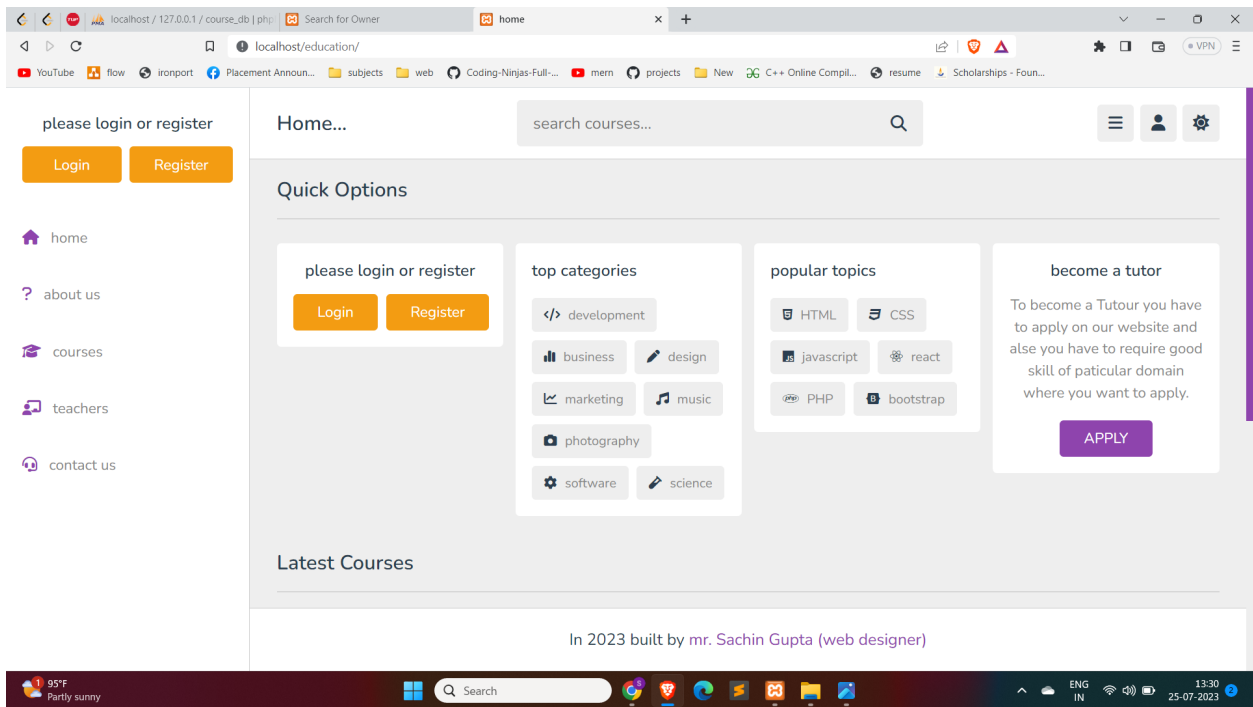 localhost / 127.0.0.1 / course_db | php
Search for Owner
home
localhost/education/
VPN
YouTube
flow
ironport
Placement Announ...
subjects
web
Coding-Ninjas-Full-...
mern
projects
New
C++ Online Compil...
resume
Scholarships - Foun...
please login or register
Login
Register
home
about us
courses
teachers
contact us
Home...
search courses...
Quick Options
please login or register
Login
Register
top categories
development
business
design
marketing
music
photography
software
science
popular topics
HTML
CSS
javascript
react
PHP
bootstrap
become a tutor
To become a Tutour you have
to apply on our website and
alse you have to require good
skill of paticular domain
where you want to apply.
APPLY
Latest Courses
In 2023 built by mr. Sachin Gupta (web designer)
1
95°F
Partly sunny
Search
ENG
IN
13:30
25-07-2023
2